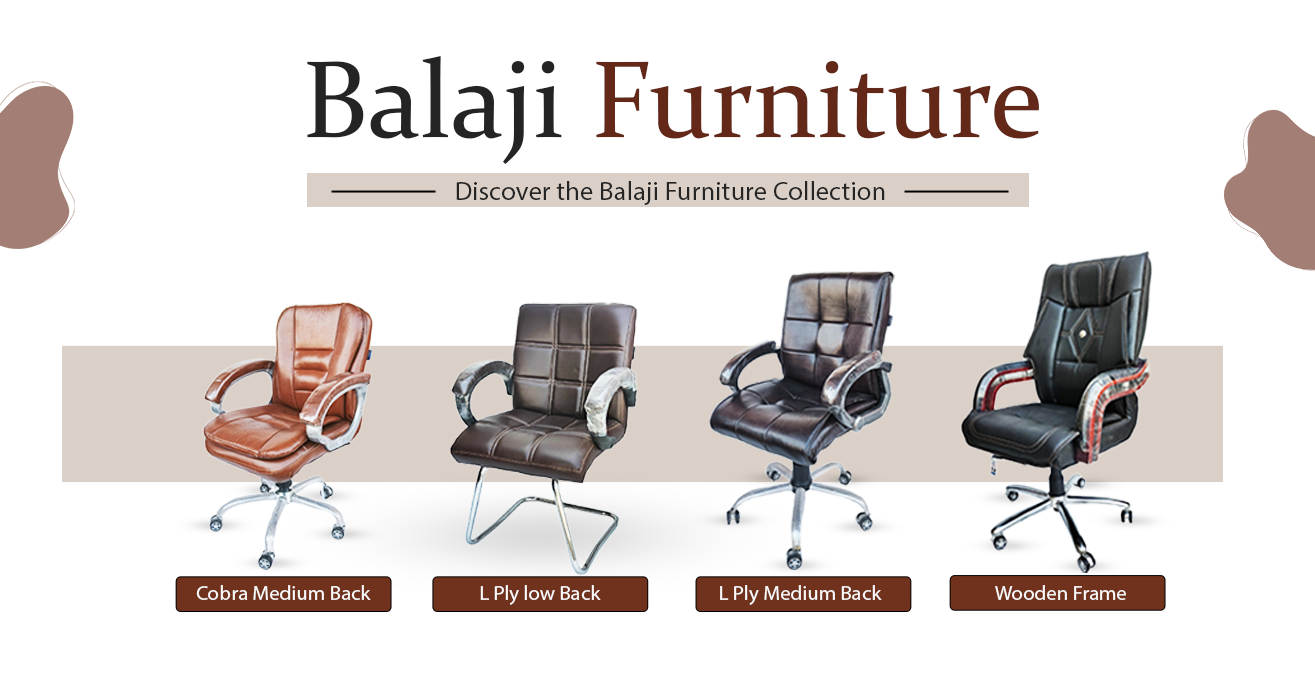 Balaji Furniture
Discover the Balaji Furniture Collection
Cobra Medium Back
L Ply low Back
L Ply Medium Back
Wooden Frame